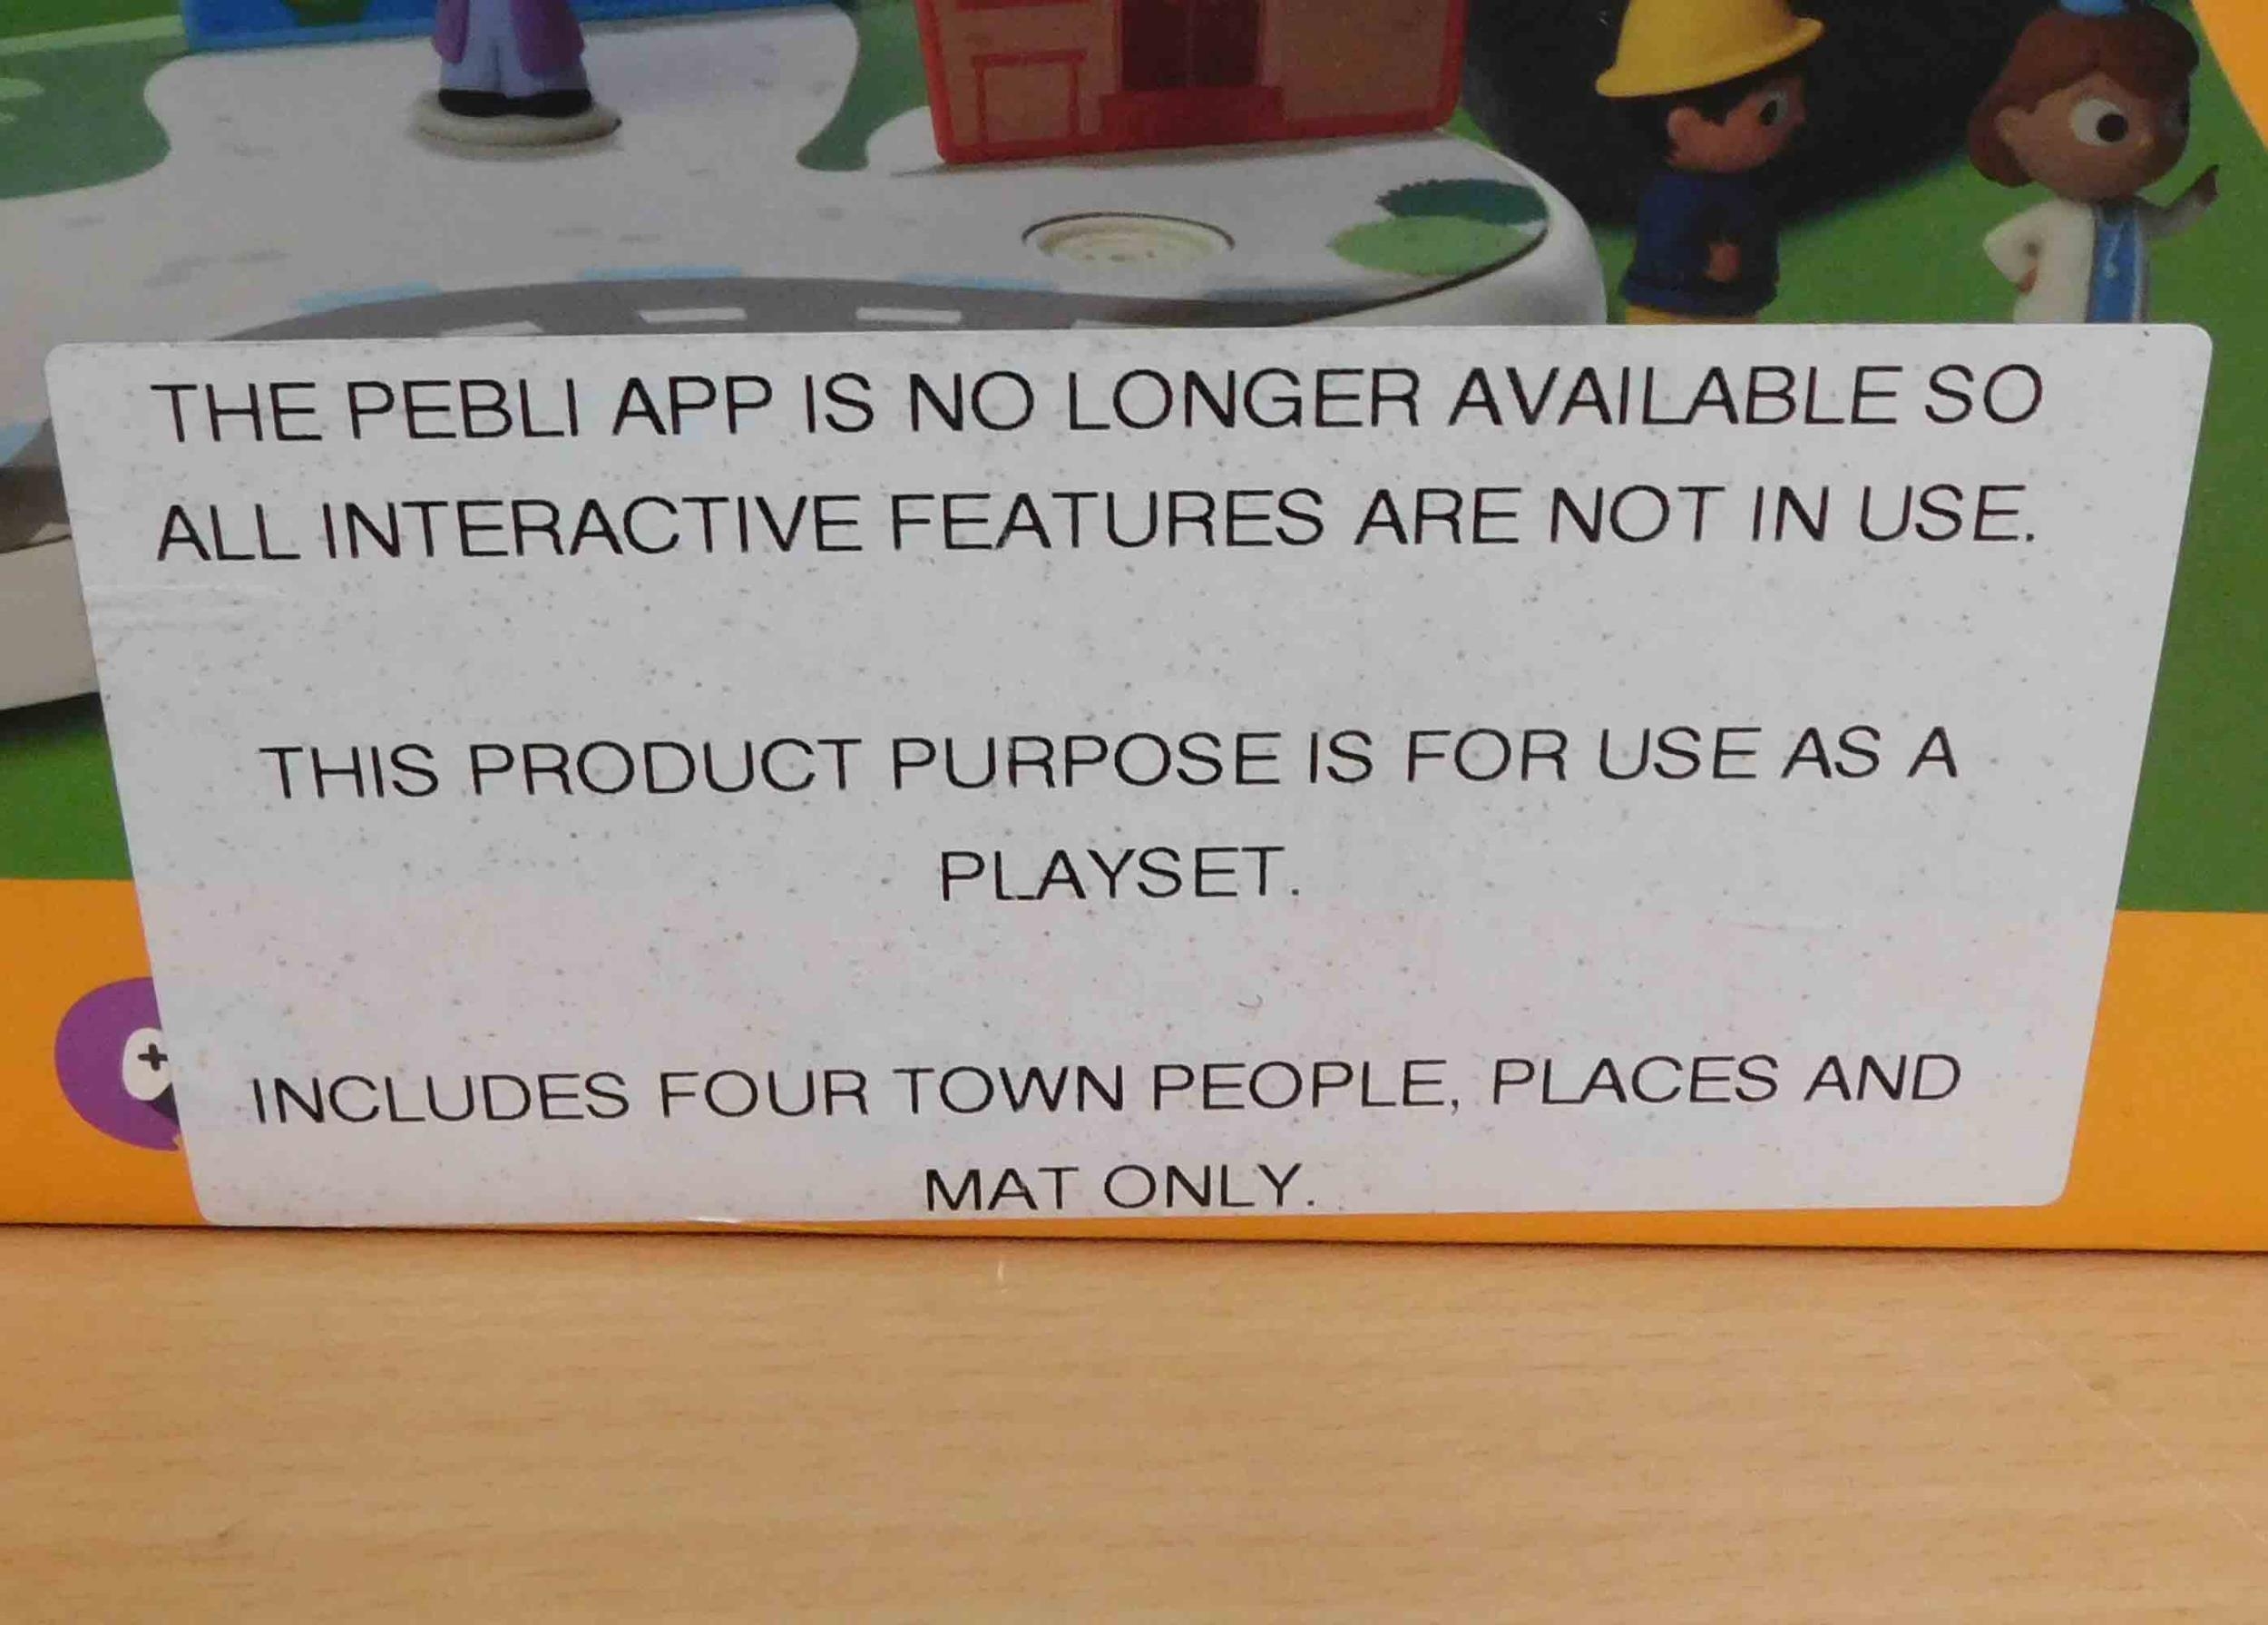 THE PEBLI APP IS NO LONGER AVAILABLE SO
ALL INTERACTIVE FEATURES ARE NOT IN USE.
THIS PRODUCT PURPOSE IS FOR USE AS A
PLAYSET.
INCLUDES FOUR TOWN PEOPLE, PLACES AND
MAT ONLY.